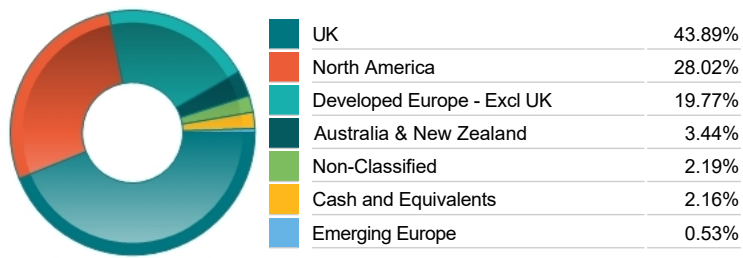 UK 43.89%
North America 28.02%
Developed Europe - Excl UK 19.77%
Australia & New Zealand 3.44%
Non-Classified 2.19%
Cash and Equivalents 2.16%
Emerging Europe 0.53%